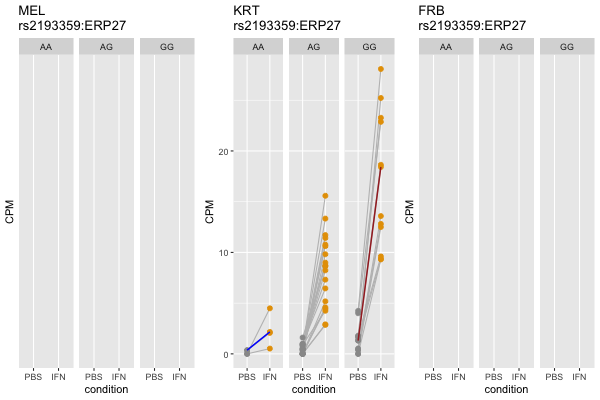 MEL
rs2193359:ERP27
AA AG GG
CPM
PBS IFN PBS IFN PBS IFN
condition
KRT
rs2193359:ERP27
AA AG GG
CPM
20
10
0
PBS IFN PBS IFN PBS IFN
condition
FRB
rs2193359:ERP27
AA AG GG
CPM
PBS IFN PBS IFN PBS IFN
condition